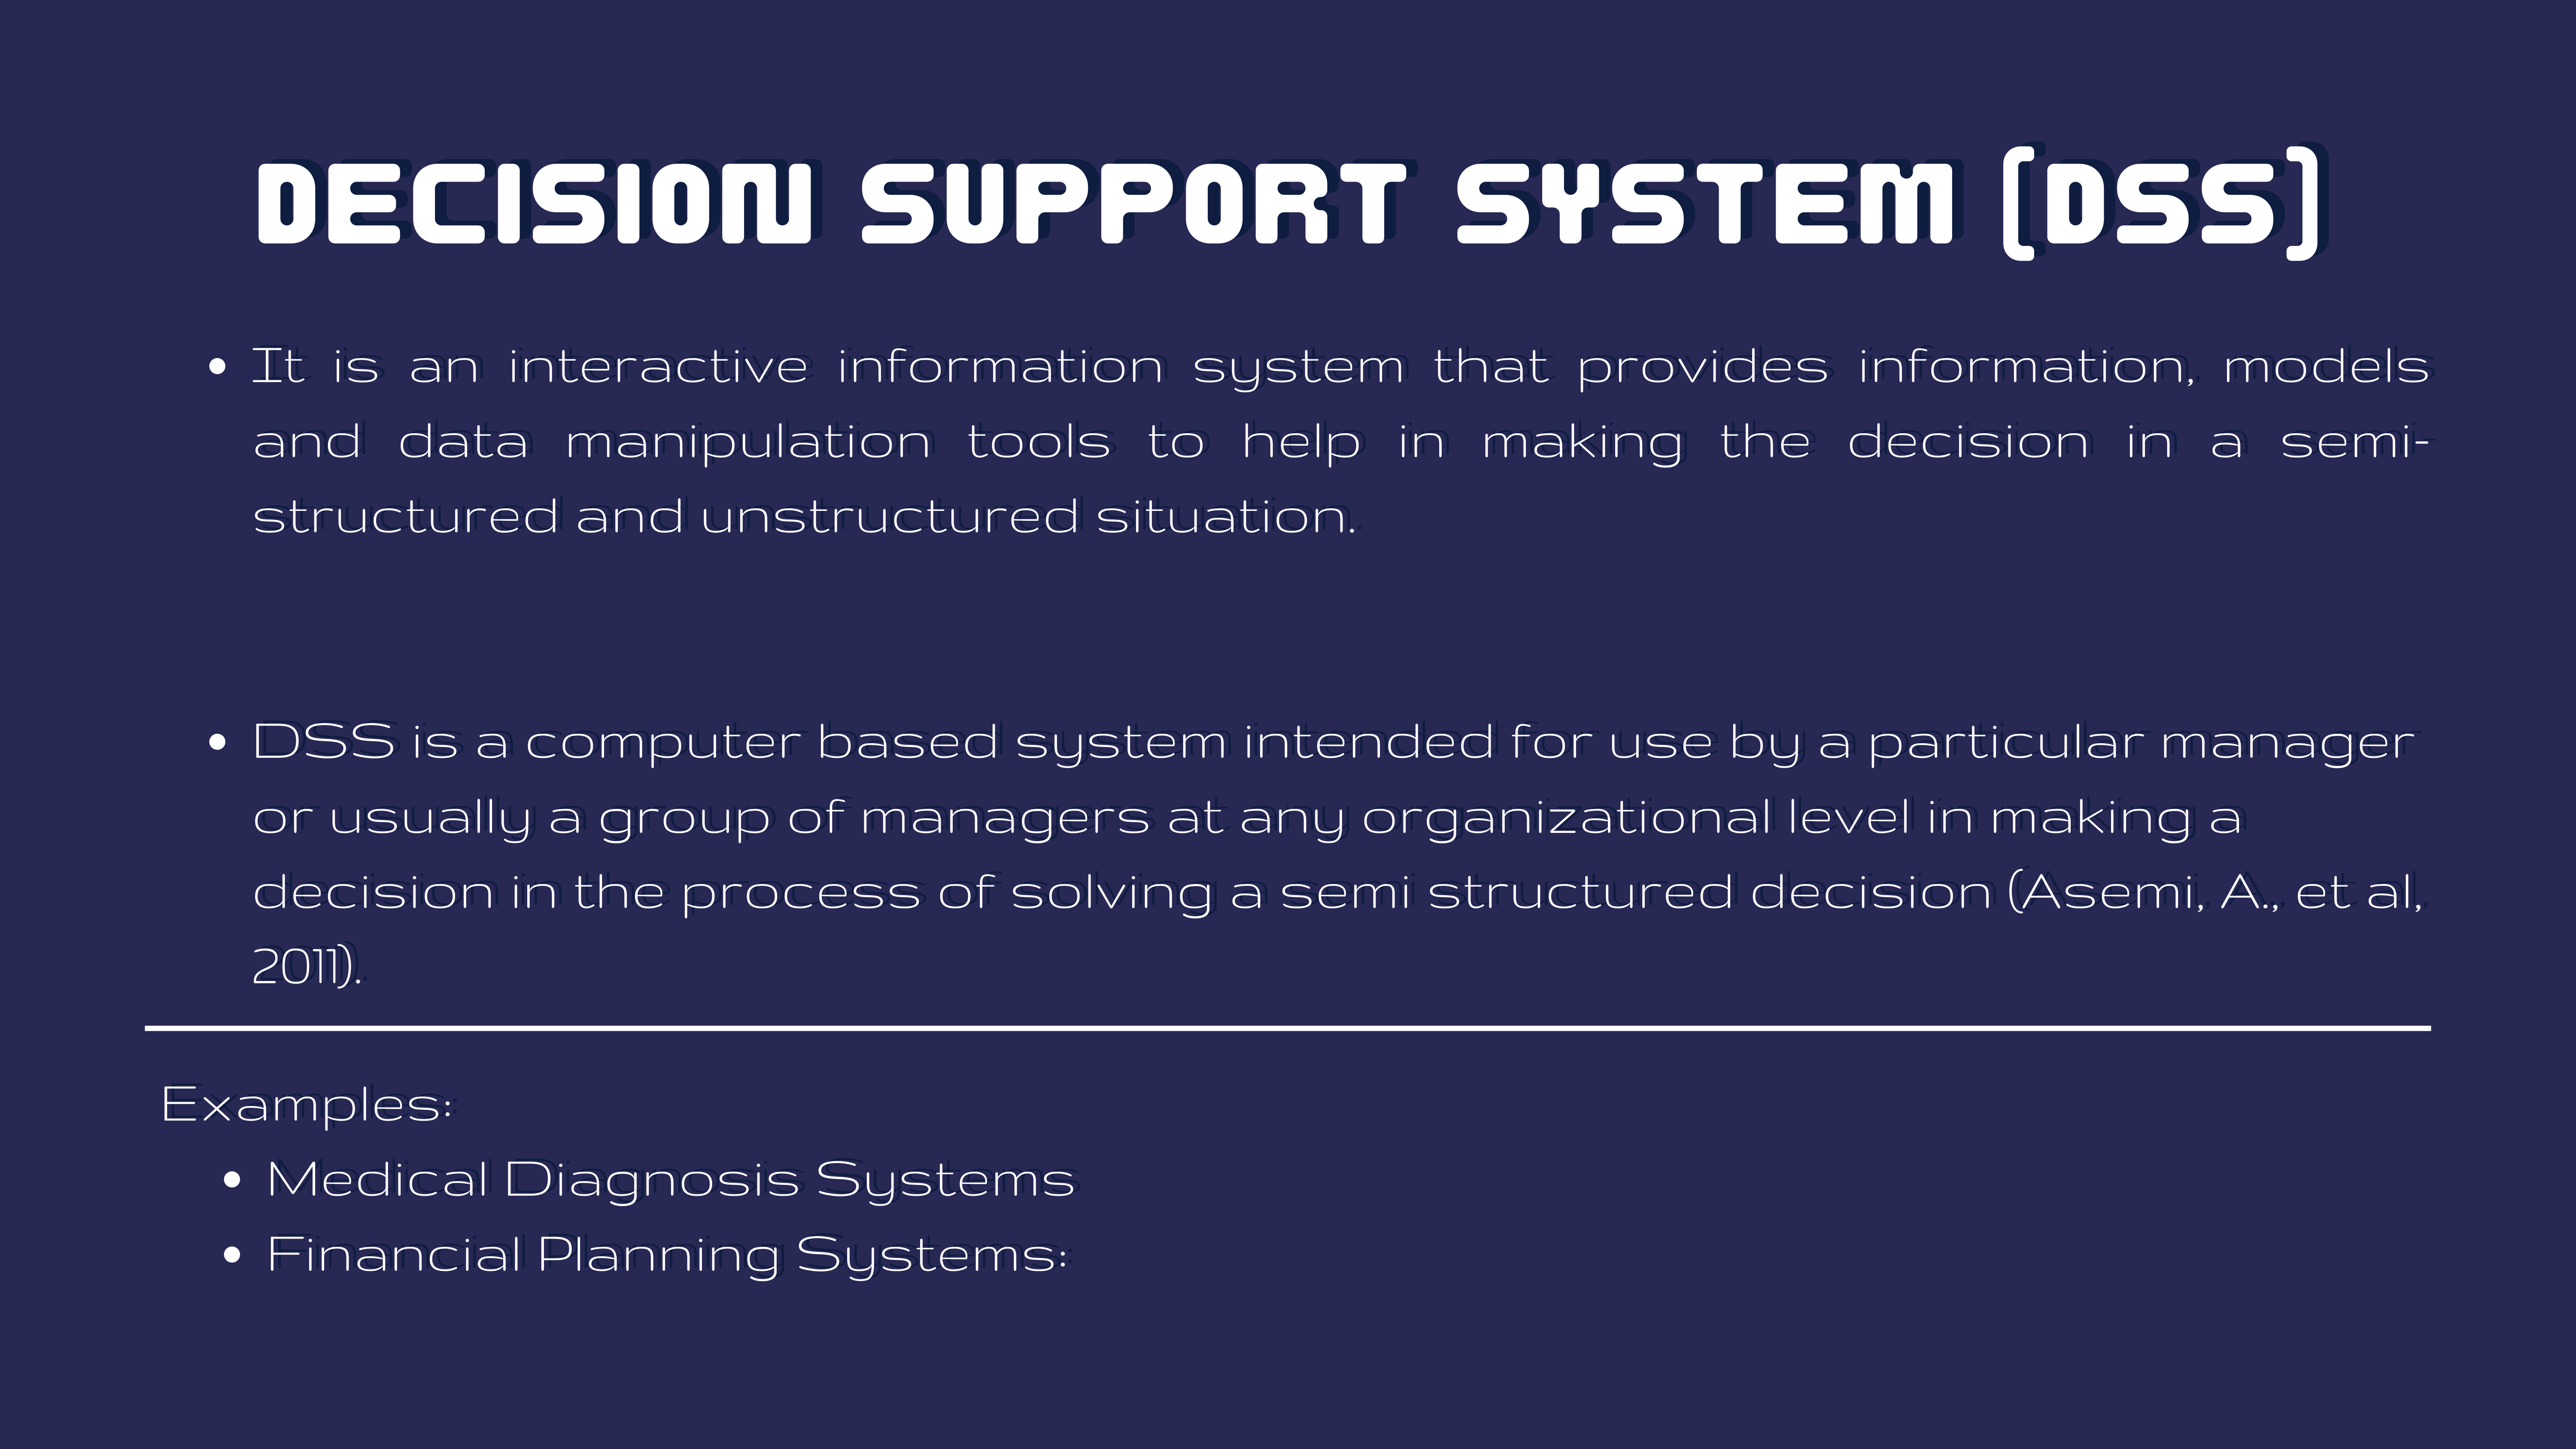 DECISION SUPPORT SYSTEM (DSS)
• It is an interactive information system that provides information, models
and data manipulation tools to help in making the decision in a semi-
structured and unstructured situation.
• DSS is a computer based system intended for use by a particular manager
or usually a group of managers at any organizational level in making a
decision in the process of solving a semi structured decision (Asemi, A., et al,
2011).
Examples:
• Medical Diagnosis Systems
• Financial Planning Systems: